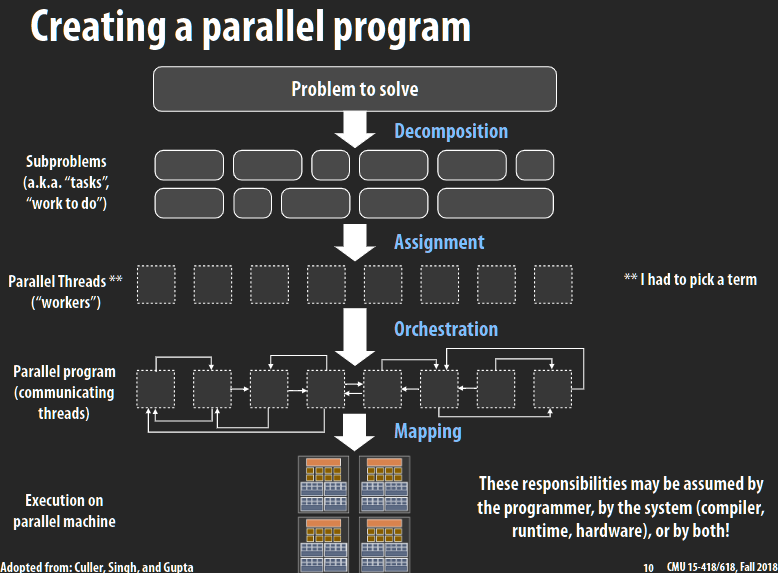 Creating a parallel program
Problem to solve
Decomposition
Subproblems
(a.k.a. “tasks”,
“work to do”)
Assignment
Parallel Threads **
(“workers”)
** I had to pick a term
Orchestration
Parallel program
(communicating
threads)
Mapping
Execution on
parallel machine
These responsibilities may be assumed by
the programmer, by the system (compiler,
runtime, hardware), or by both!
Adopted from: Culler, Singh, and Gupta
10 CMU 15-418/618, Fall 2018